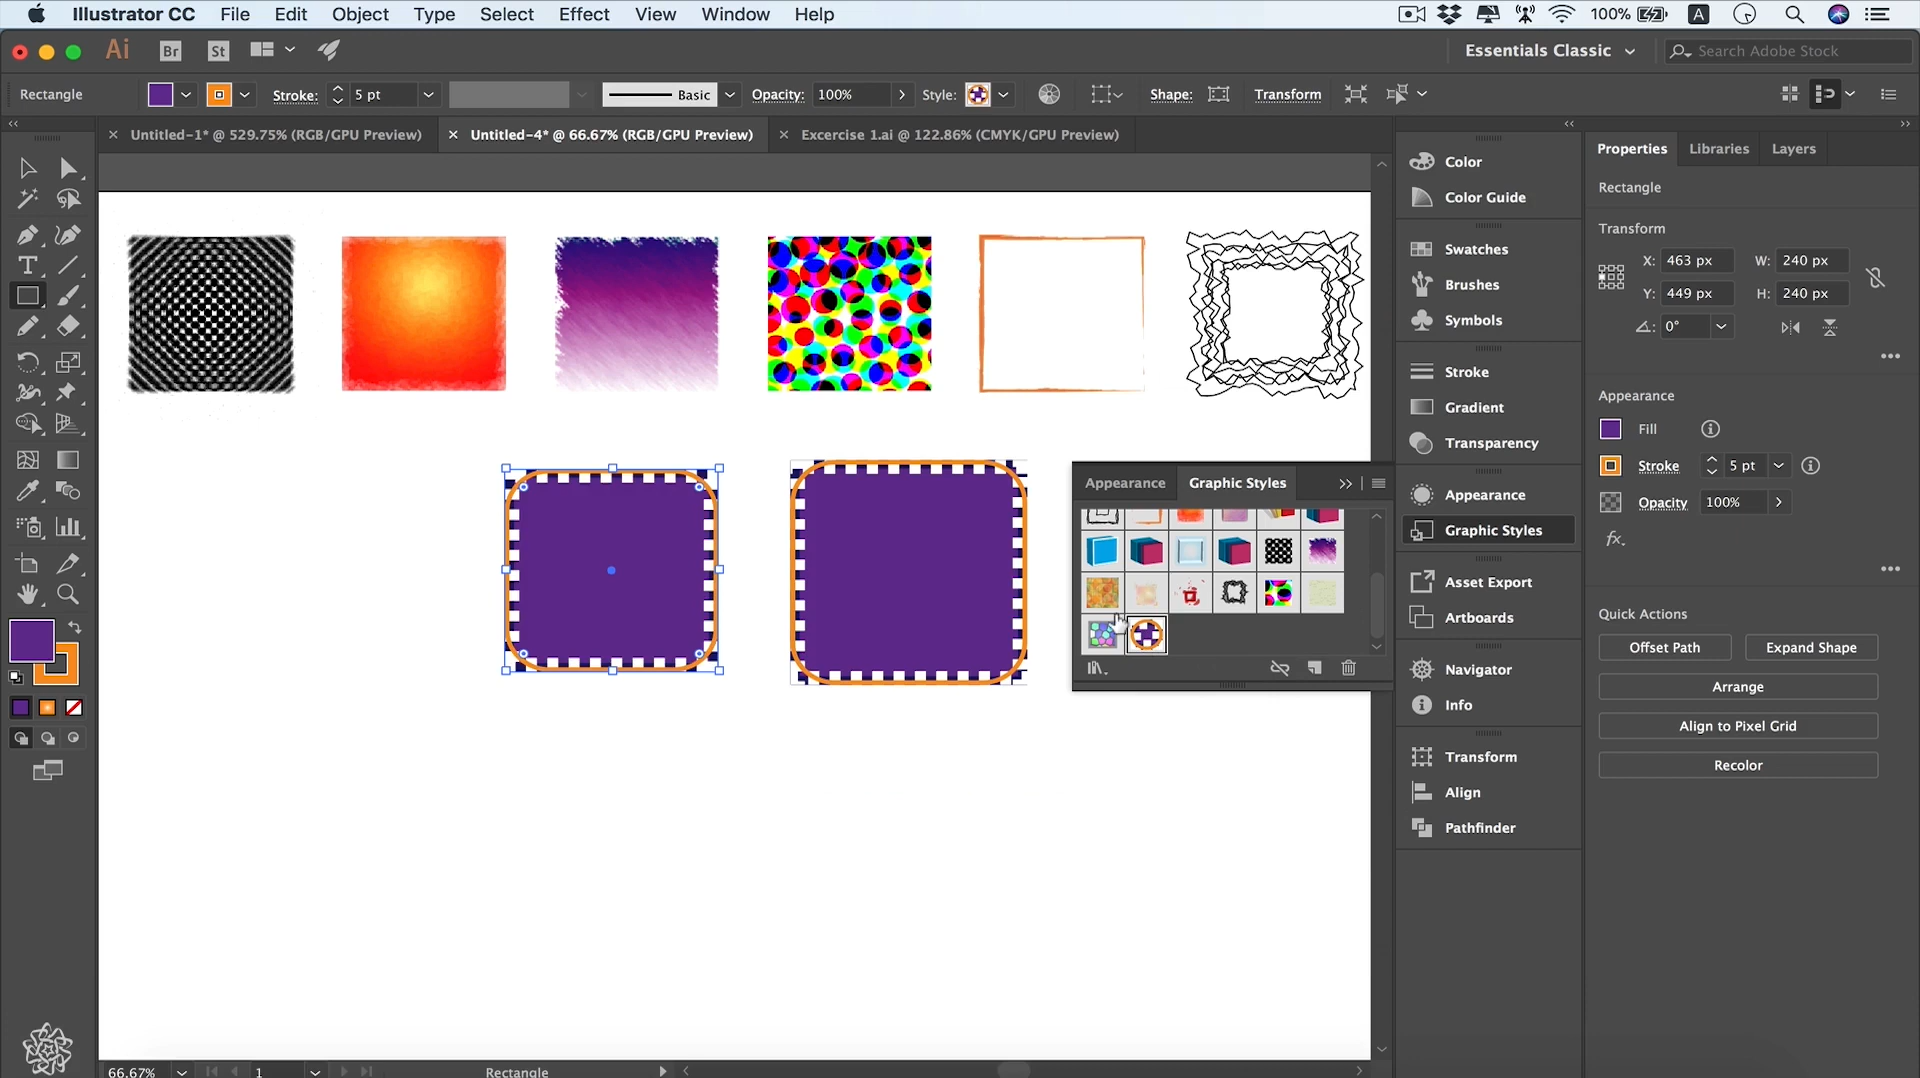 Illustrator CC File Edit Object Type Select Effect View Window Help 100% A
Ai Br St Essentials Classic Search Adobe Stock
Rectangle Stroke: 5 pt Basic Opacity: 100% Style: Shape: Transform
Untitled-1* @ 529.75% (RGB/GPU Preview) Untitled-4* @ 66.67% (RGB/GPU Preview) Excercise 1.ai @ 122.86% (CMYK/GPU Preview)
Color
Color Guide
Swatches
Brushes
Symbols
Stroke
Gradient
Transparency
Appearance
Graphic Styles
Asset Export
Artboards
Navigator
Info
Transform
Align
Pathfinder
Appearance Graphic Styles
Properties Libraries Layers
Rectangle
Transform
X: 463 px W: 240 px
Y: 449 px H: 240 px
0°
Appearance
Fill
Stroke 5 pt
Opacity 100%
fx.
Quick Actions
Offset Path Expand Shape
Arrange
Align to Pixel Grid
Recolor
66.67% 1 Rectangle